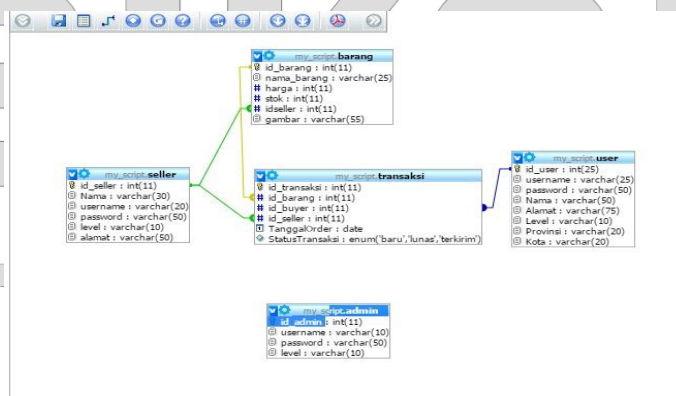 my_script.barang
id_barang : int(11)
nama_barang : varchar(25)
harga : int(11)
stok : int(11)
idseller : int(11)
gambar : varchar(55)
my_script.seller
id_seller : int(11)
Nama : varchar(30)
username : varchar(20)
password : varchar(50)
level : varchar(10)
alamat : varchar(50)
my_script.transaksi
id_transaksi : int(11)
id_barang : int(11)
id_buyer : int(11)
id_seller : int(11)
TanggalOrder : date
StatusTransaksi : enum('baru','lunas','terkirim')
my_script.user
id_user : int(25)
username : varchar(25)
password : varchar(50)
Nama : varchar(50)
Alamat : varchar(75)
Level : varchar(10)
Provinsi : varchar(20)
Kota : varchar(20)
my_script.admin
id_admin : int(11)
username : varchar(10)
password : varchar(50)
level : varchar(10)